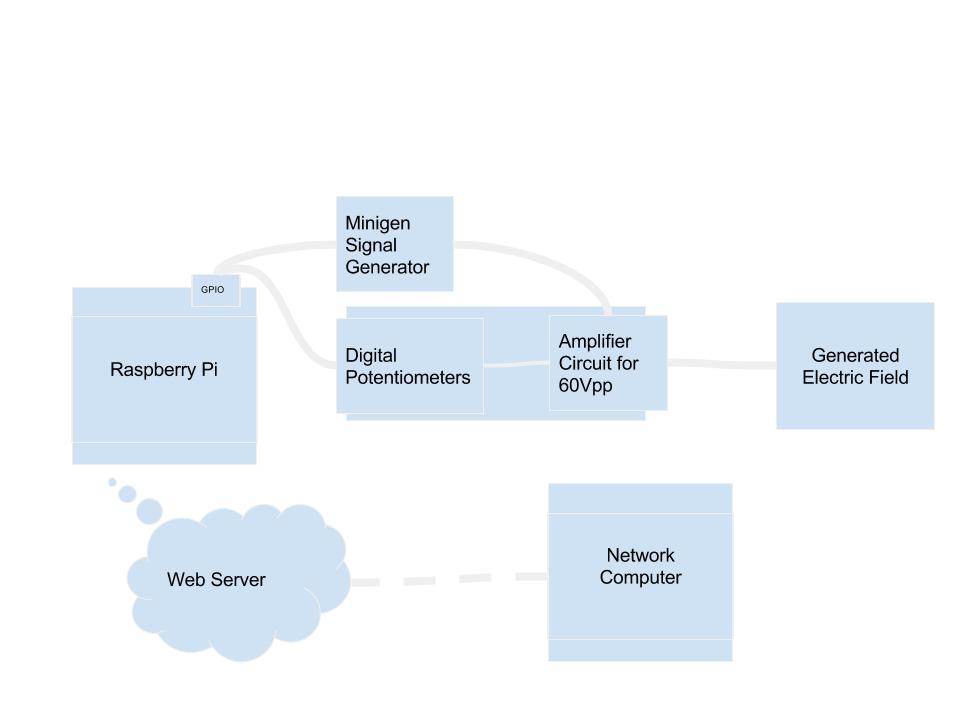 Minigen
Signal
Generator
GPIO
Raspberry Pi
Digital
Potentiometers
Amplifier
Circuit for
60Vpp
Generated
Electric Field
Web Server
Network
Computer